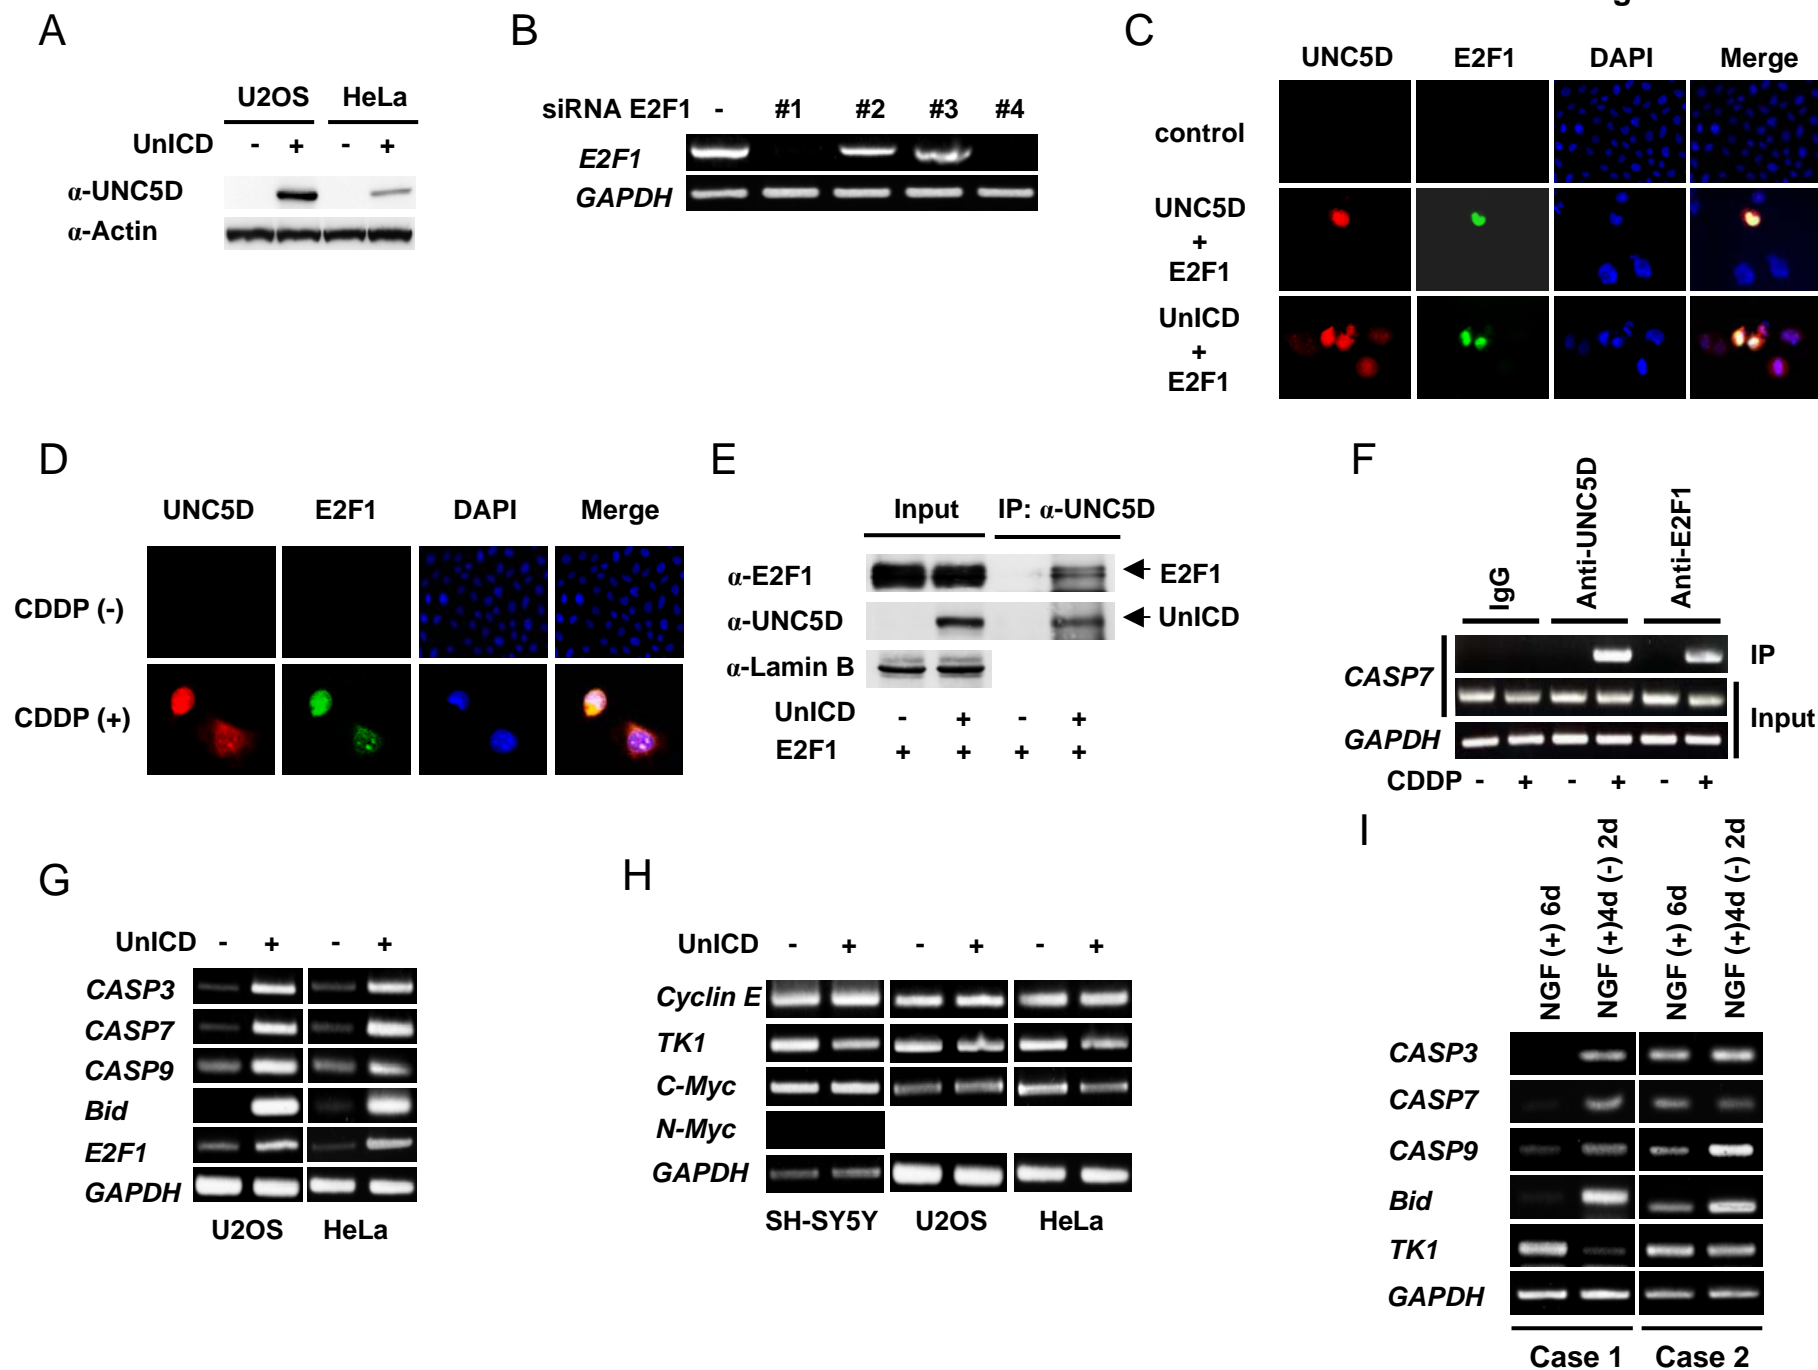 A
U2OS HeLa
UnICD - + - +
α-UNC5D
α-Actin
B
siRNA E2F1 - #1 #2 #3 #4
E2F1
GAPDH
C
UNC5D E2F1 DAPI Merge
control
UNC5D
+
E2F1
UnICD
+
E2F1
D
UNC5D E2F1 DAPI Merge
CDDP (-)
CDDP (+)
E
Input IP: α-UNC5D
α-E2F1 E2F1
α-UNC5D UnICD
α-Lamin B
UnICD - + - +
E2F1 + + + +
F
IgG Anti-UNC5D Anti-E2F1
CASP7 IP
Input
GAPDH
CDDP - + - + - +
G
UnICD - + - +
CASP3
CASP7
CASP9
Bid
E2F1
GAPDH
U2OS HeLa
H
UnICD - + - + - +
Cyclin E
TK1
C-Myc
N-Myc
GAPDH
SH-SY5Y U2OS HeLa
I
NGF (+) 6d NGF (+)4d (-) 2d NGF (+) 6d NGF (+)4d (-) 2d
CASP3
CASP7
CASP9
Bid
TK1
GAPDH
Case 1 Case 2